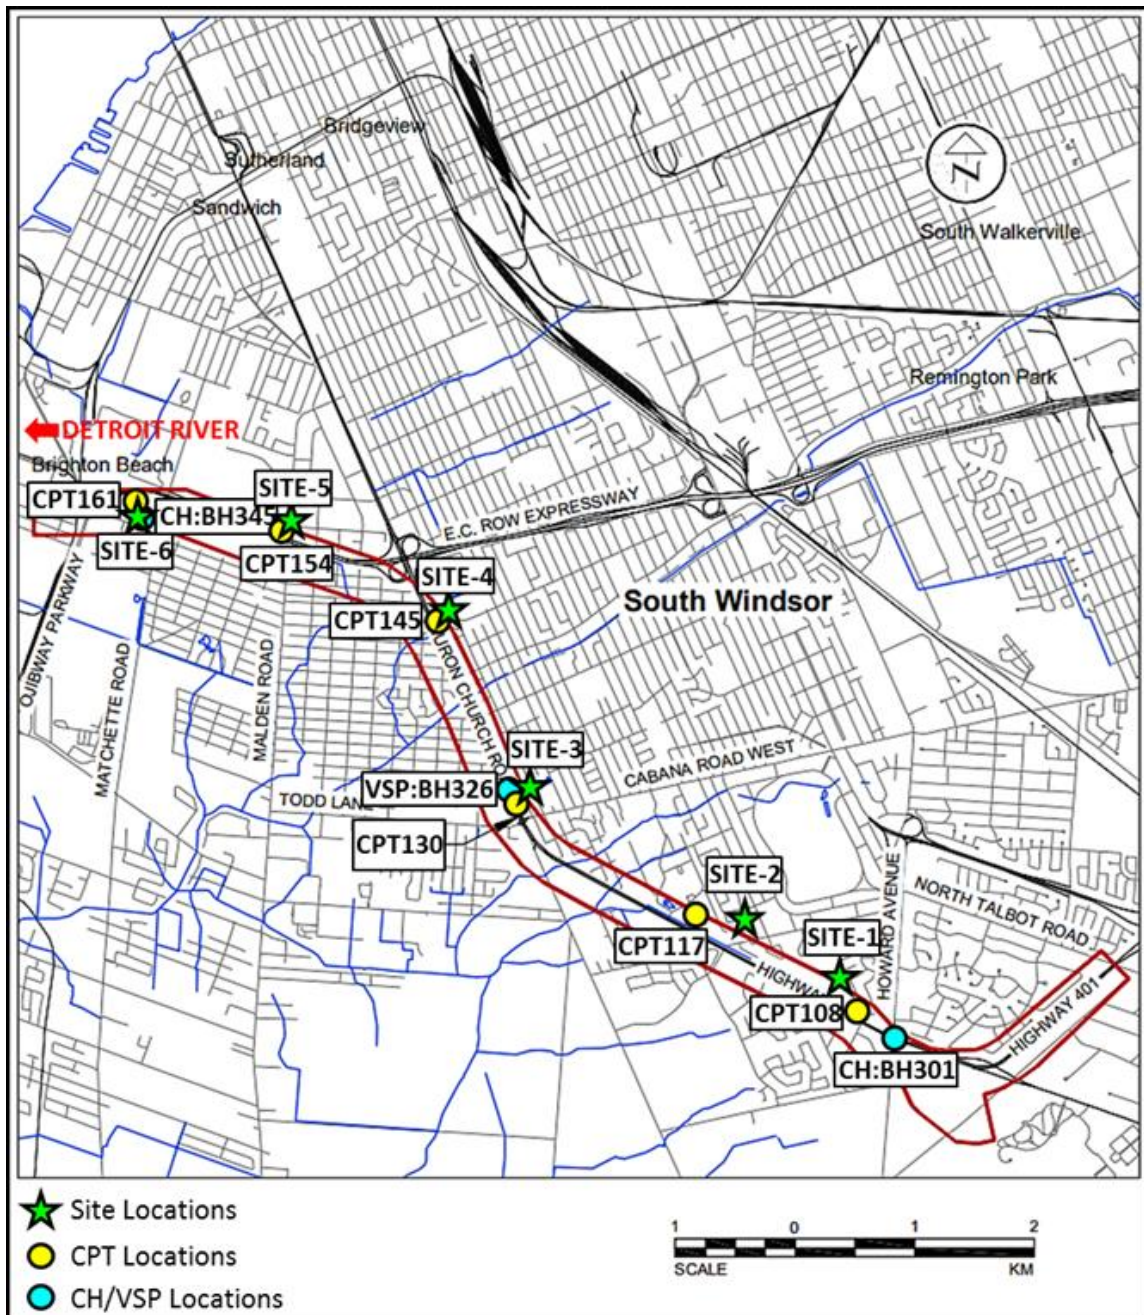 Bridgeview
Sutherland
Sandwich
N
South Walkerville
Remington Park
DETROIT RIVER
Brighton Beach
SITE-5
CPT161
CH:BH345
E.C. ROW EXPRESSWAY
SITE-6
CPT154
SITE-4
South Windsor
CPT145
OJIBWAY PARKWAY
MATCHETTE ROAD
MALDEN ROAD
HURON CHURCH RO
SITE-3
CABANA ROAD WEST
VSP:BH326
TODD LANE
CPT130
SITE-2
HOWARD AVENUE
NORTH TALBOT ROAD
CPT117
SITE-1
HIGHWA
CPT108
HIGHWAY 401
CH:BH301
Site Locations
CPT Locations
CH/VSP Locations
1 0 1 2
SCALE KM